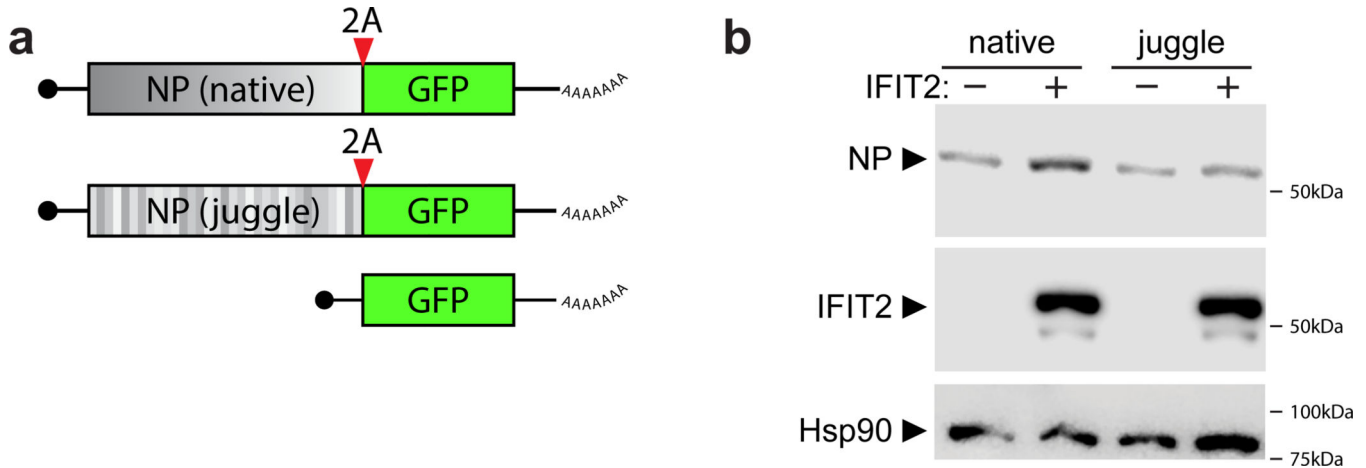 a
2A
NP (native) GFP AAAAAAA
2A
NP (juggle) GFP AAAAAAA
GFP AAAAAAA
b
native juggle
IFIT2: − + − +
NP
50kDa
IFIT2
50kDa
Hsp90
100kDa
75kDa